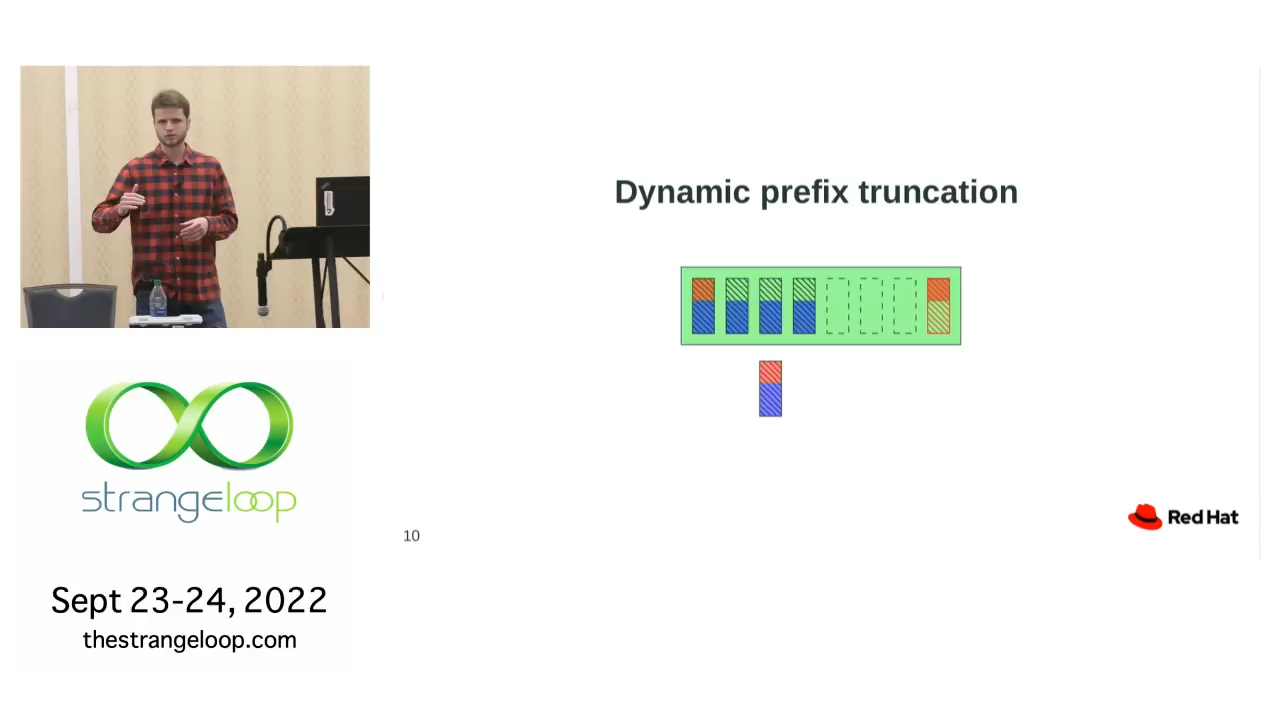 Dynamic prefix truncation
Red Hat
10
strangeloop
Sept 23-24, 2022
thestrangeloop.com